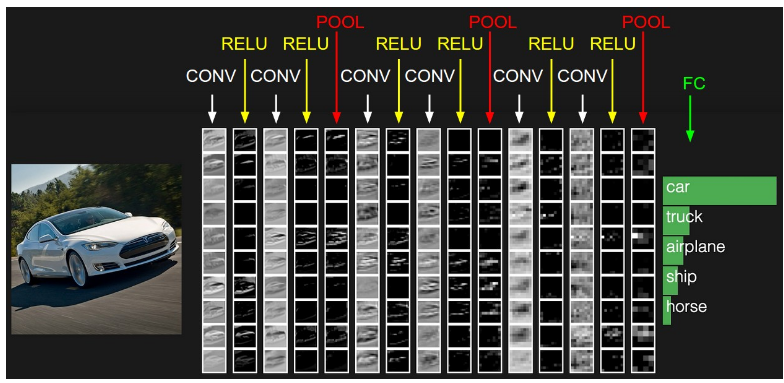 POOL POOL POOL
RELU RELU RELU RELU RELU RELU
CONV CONV CONV CONV CONV CONV
FC
car
truck
airplane
ship
horse